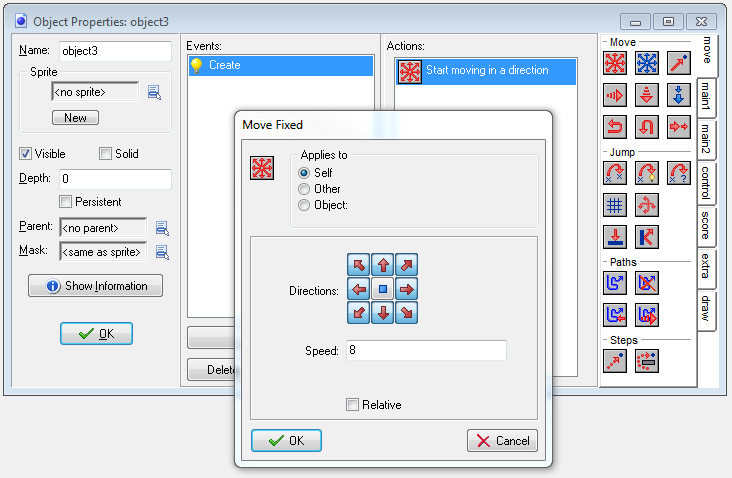 Object Properties: object3
Name: object3
Sprite
<no sprite>
New
Visible
Solid
Depth: 0
Persistent
Parent: <no parent>
Mask: <same as sprite>
Show Information
OK
Events:
Create
Delete
Actions:
Start moving in a direction
Move Fixed
Applies to
Self
Other
Object:
Directions:
Speed: 8
Relative
OK
Cancel
Move
Jump
Paths
Steps
move
main1
main2
control
score
extra
draw